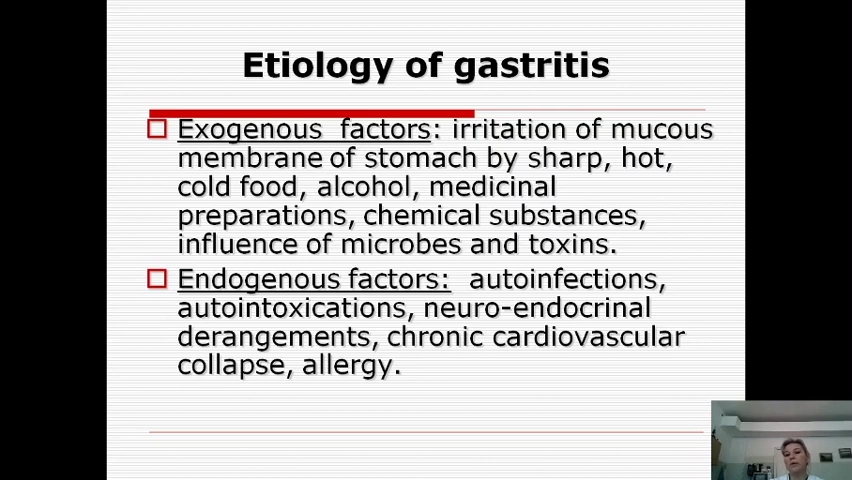 Etiology of gastritis
Exogenous factors: irritation of mucous
membrane of stomach by sharp, hot,
cold food, alcohol, medicinal
preparations, chemical substances,
influence of microbes and toxins.
Endogenous factors: autoinfections,
autointoxications, neuro-endocrinal
derangements, chronic cardiovascular
collapse, allergy.